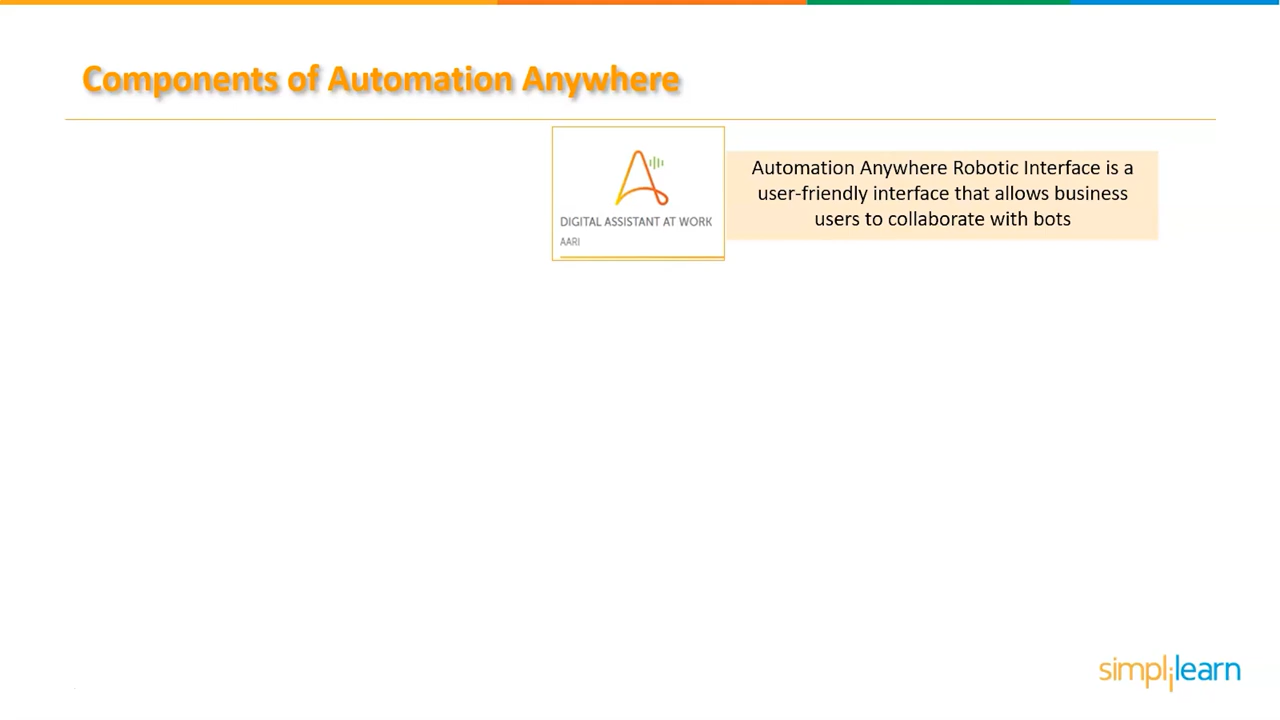 Components of Automation Anywhere
DIGITAL ASSISTANT AT WORK
AARI
Automation Anywhere Robotic Interface is a
user-friendly interface that allows business
users to collaborate with bots
simplilearn